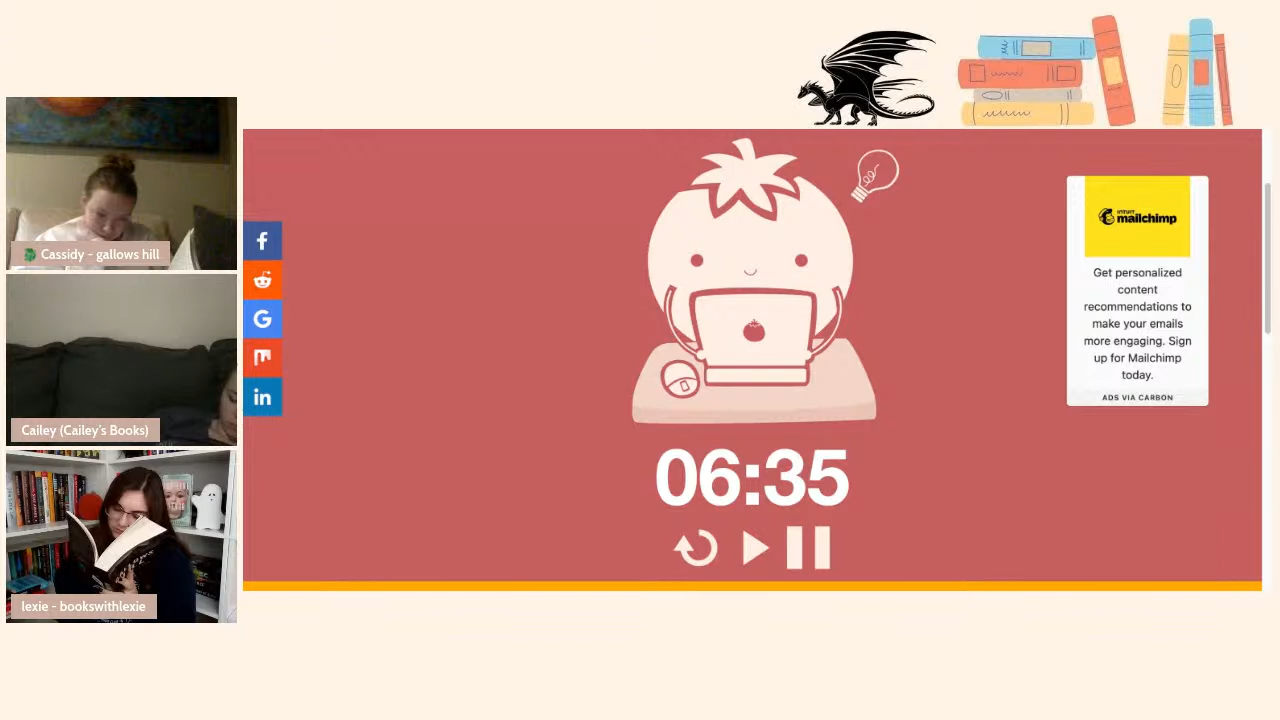 🐉 Cassidy - gallows hill
Cailey (Cailey's Books)
lexie - bookswithlexie
f
G
in
06:35
INTUIT
mailchimp
Get personalized
content
recommendations to
make your emails
more engaging. Sign
up for Mailchimp
today.
ADS VIA CARBON